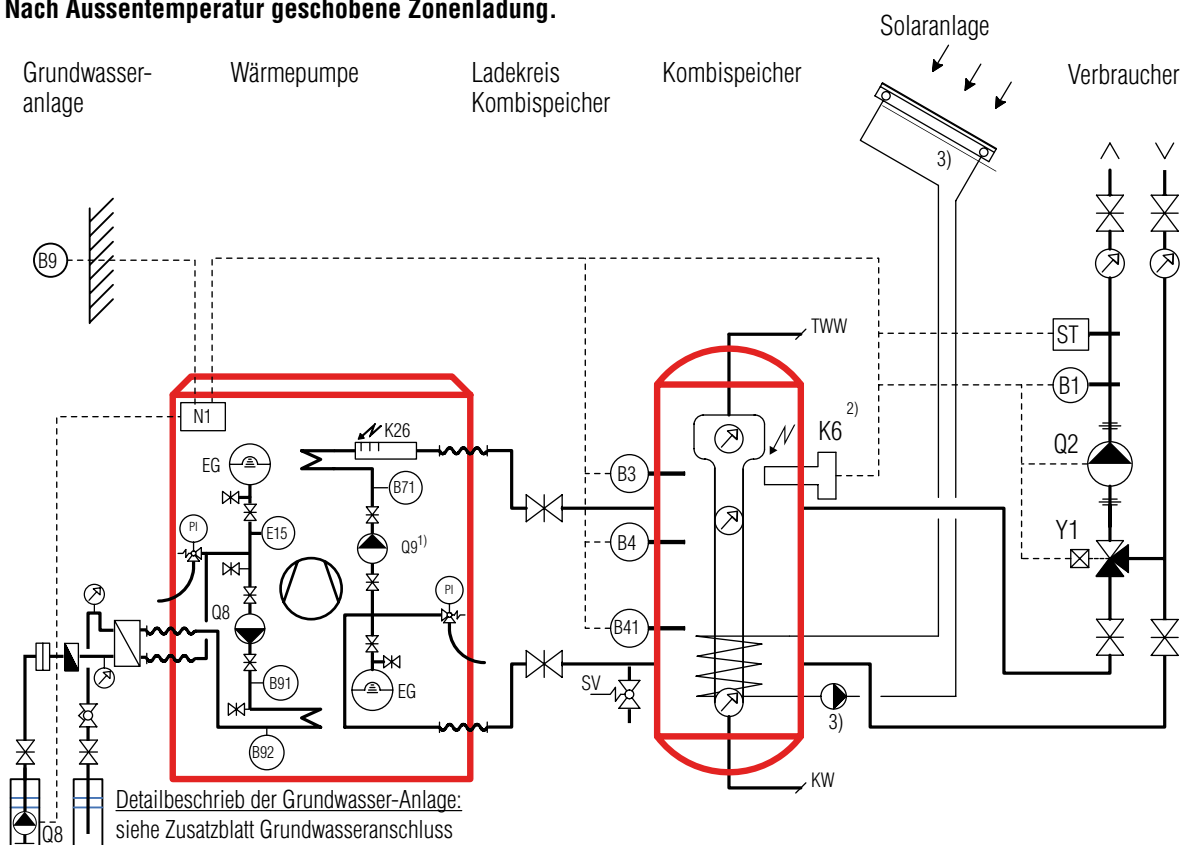 Nach Aussentemperatur geschobene Zonenladung.
Solaranlage
Grundwasser-
anlage
Wärmepumpe
Ladekreis
Kombispeicher
Kombispeicher
Verbraucher
3)
B9
TWW
ST
B1
N1
K26
K6 2)
Q2
EG
B71
B3
PI
E15
Q9 1)
B4
Y1
PI
Q8
B41
B91
EG
SV
3)
B92
KW
Detailbeschrieb der Grundwasser-Anlage:
siehe Zusatzblatt Grundwasseranschluss
Q8